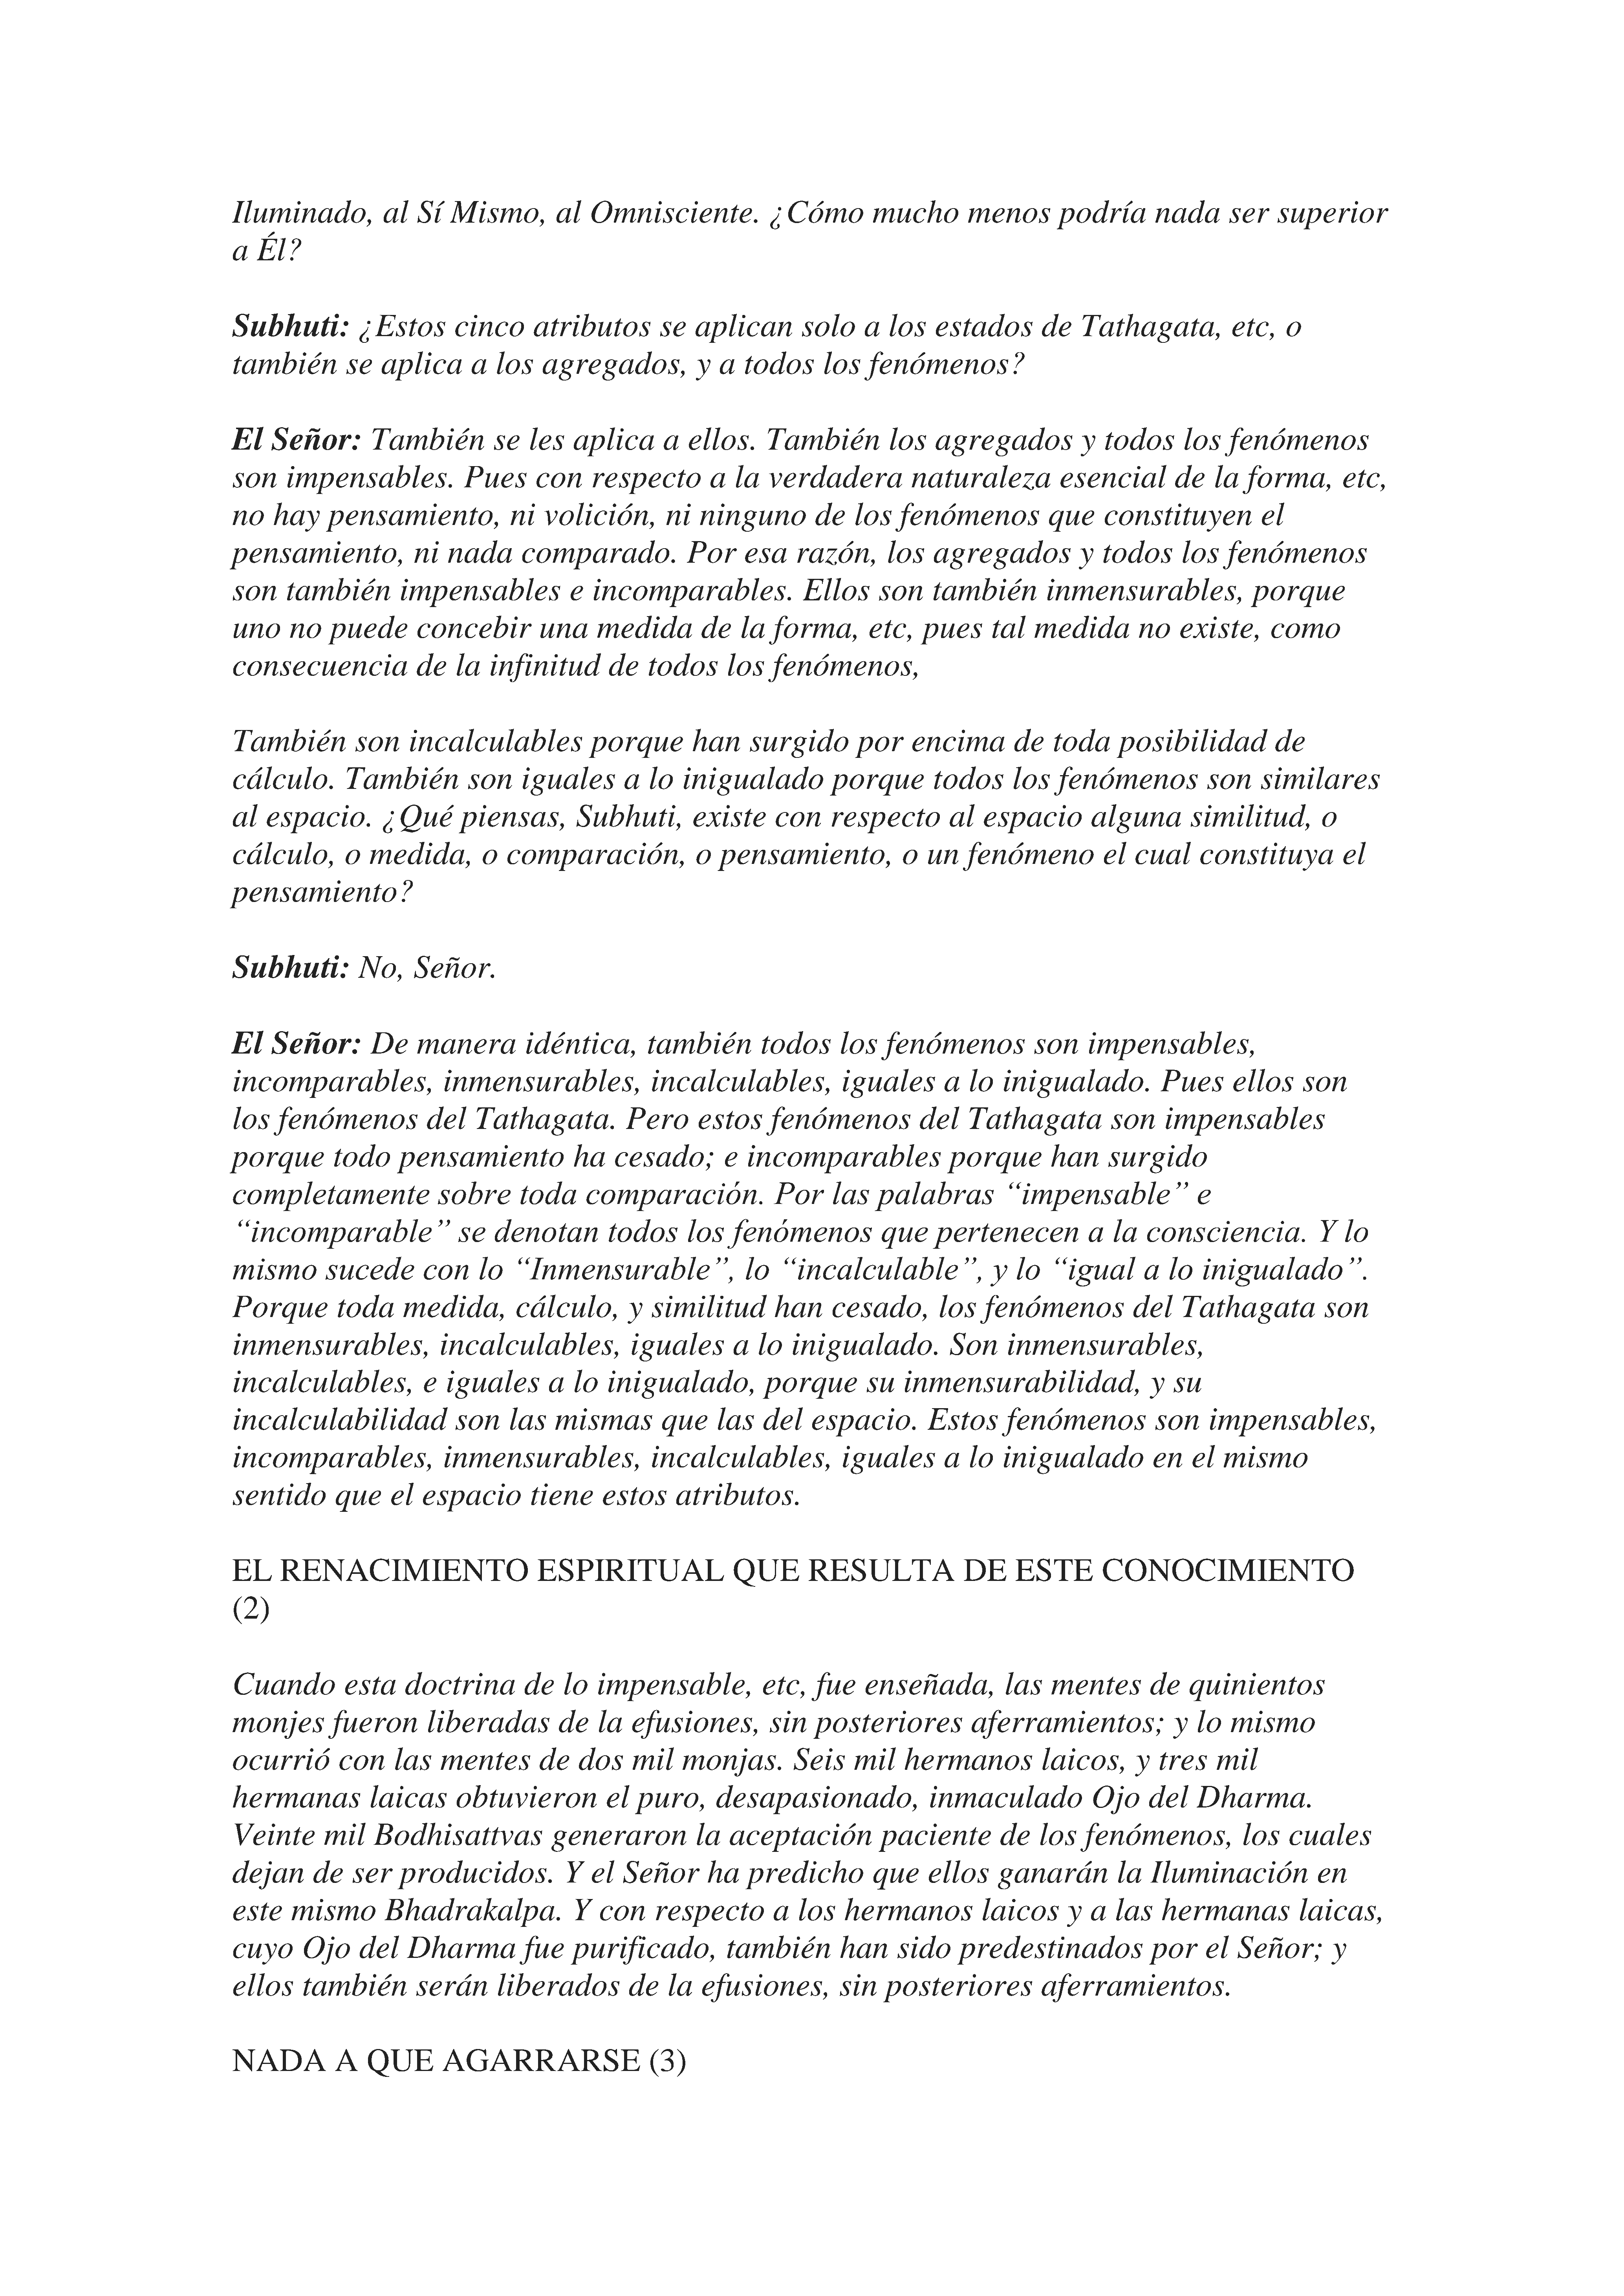 Iluminado, al Sí Mismo, al Omnisciente. ¿Cómo mucho menos podría nada ser superior
a Él?
Subhuti: ¿Estos cinco atributos se aplican solo a los estados de Tathagata, etc, o
también se aplica a los agregados, y a todos los fenómenos?
El Señor: También se les aplica a ellos. También los agregados y todos los fenómenos
son impensables. Pues con respecto a la verdadera naturaleza esencial de la forma, etc,
no hay pensamiento, ni volición, ni ninguno de los fenómenos que constituyen el
pensamiento, ni nada comparado. Por esa razón, los agregados y todos los fenómenos
son también impensables e incomparables. Ellos son también inmensurables, porque
uno no puede concebir una medida de la forma, etc, pues tal medida no existe, como
consecuencia de la infinitud de todos los fenómenos,
También son incalculables porque han surgido por encima de toda posibilidad de
cálculo. También son iguales a lo inigualado porque todos los fenómenos son similares
al espacio. ¿Qué piensas, Subhuti, existe con respecto al espacio alguna similitud, o
cálculo, o medida, o comparación, o pensamiento, o un fenómeno el cual constituya el
pensamiento?
Subhuti: No, Señor.
El Señor: De manera idéntica, también todos los fenómenos son impensables,
incomparables, inmensurables, incalculables, iguales a lo inigualado. Pues ellos son
los fenómenos del Tathagata. Pero estos fenómenos del Tathagata son impensables
porque todo pensamiento ha cesado; e incomparables porque han surgido
completamente sobre toda comparación. Por las palabras “impensable” e
“incomparable” se denotan todos los fenómenos que pertenecen a la consciencia. Y lo
mismo sucede con lo “Inmensurable”, lo “incalculable”, y lo “igual a lo inigualado”.
Porque toda medida, cálculo, y similitud han cesado, los fenómenos del Tathagata son
inmensurables, incalculables, iguales a lo inigualado. Son inmensurables,
incalculables, e iguales a lo inigualado, porque su inmensurabilidad, y su
incalculabilidad son las mismas que las del espacio. Estos fenómenos son impensables,
incomparables, inmensurables, incalculables, iguales a lo inigualado en el mismo
sentido que el espacio tiene estos atributos.
EL RENACIMIENTO ESPIRITUAL QUE RESULTA DE ESTE CONOCIMIENTO
(2)
Cuando esta doctrina de lo impensable, etc, fue enseñada, las mentes de quinientos
monjes fueron liberadas de la efusiones, sin posteriores aferramientos; y lo mismo
ocurrió con las mentes de dos mil monjas. Seis mil hermanos laicos, y tres mil
hermanas laicas obtuvieron el puro, desapasionado, inmaculado Ojo del Dharma.
Veinte mil Bodhisattvas generaron la aceptación paciente de los fenómenos, los cuales
dejan de ser producidos. Y el Señor ha predicho que ellos ganarán la Iluminación en
este mismo Bhadrakalpa. Y con respecto a los hermanos laicos y a las hermanas laicas,
cuyo Ojo del Dharma fue purificado, también han sido predestinados por el Señor; y
ellos también serán liberados de la efusiones, sin posteriores aferramientos.
NADA A QUE AGARRARSE (3)